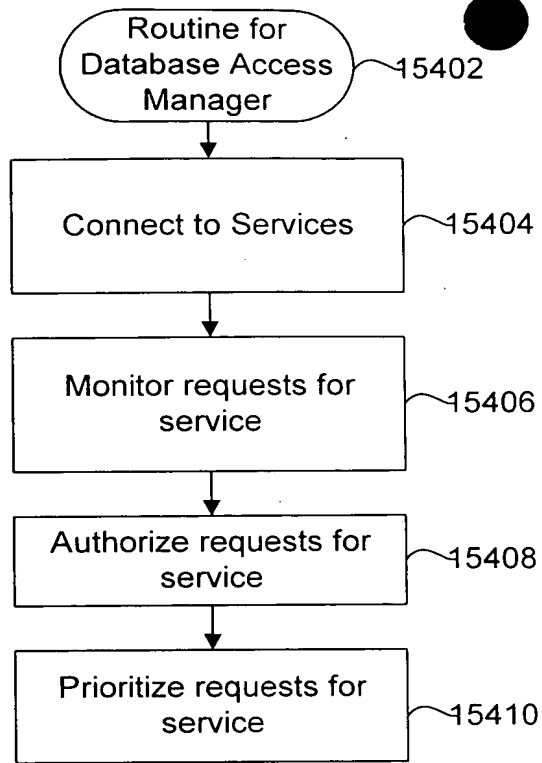 Routine for
Database Access
Manager
15402
Connect to Services
15404
Monitor requests for
service
15406
Authorize requests for
service
15408
Prioritize requests for
service
15410